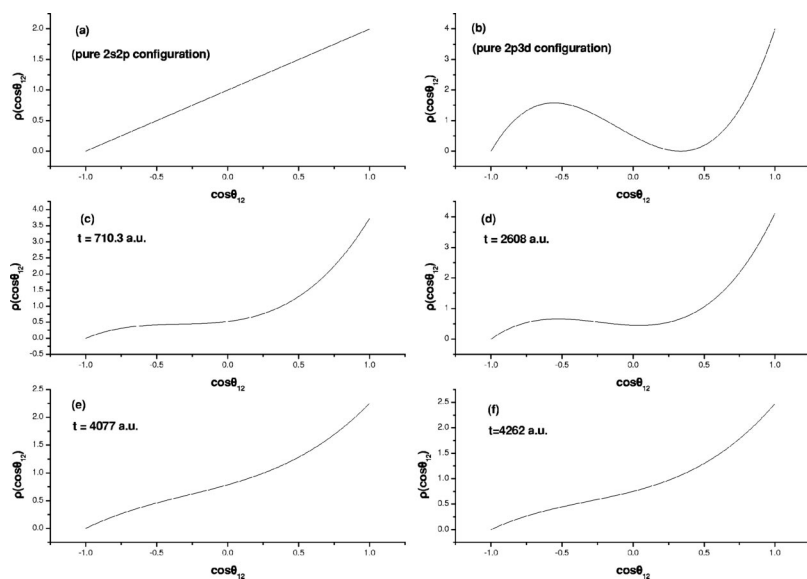 (a)
(pure 2s2p configuration)
2.0
1.5
1.0
0.5
0.0
-1.0 -0.5 0.0 0.5 1.0
ρ(cosθ12)
cosθ12
(b)
(pure 2p3d configuration)
4
3
2
1
0
-1.0 -0.5 0.0 0.5 1.0
ρ(cosθ12)
cosθ12
(c)
t = 710.3 a.u.
4.0
3.5
3.0
2.5
2.0
1.5
1.0
0.5
0.0
-0.5
-1.0 -0.5 0.0 0.5 1.0
ρ(cosθ12)
cosθ12
(d)
t = 2608 a.u.
4
3
2
1
0
-1.0 -0.5 0.0 0.5 1.0
ρ(cosθ12)
cosθ12
(e)
t = 4077 a.u.
2.5
2.0
1.5
1.0
0.5
0.0
-1.0 -0.5 0.0 0.5 1.0
ρ(cosθ12)
cosθ12
(f)
t=4262 a.u.
2.5
2.0
1.5
1.0
0.5
0.0
-1.0 -0.5 0.0 0.5 1.0
ρ(cosθ12)
cosθ12